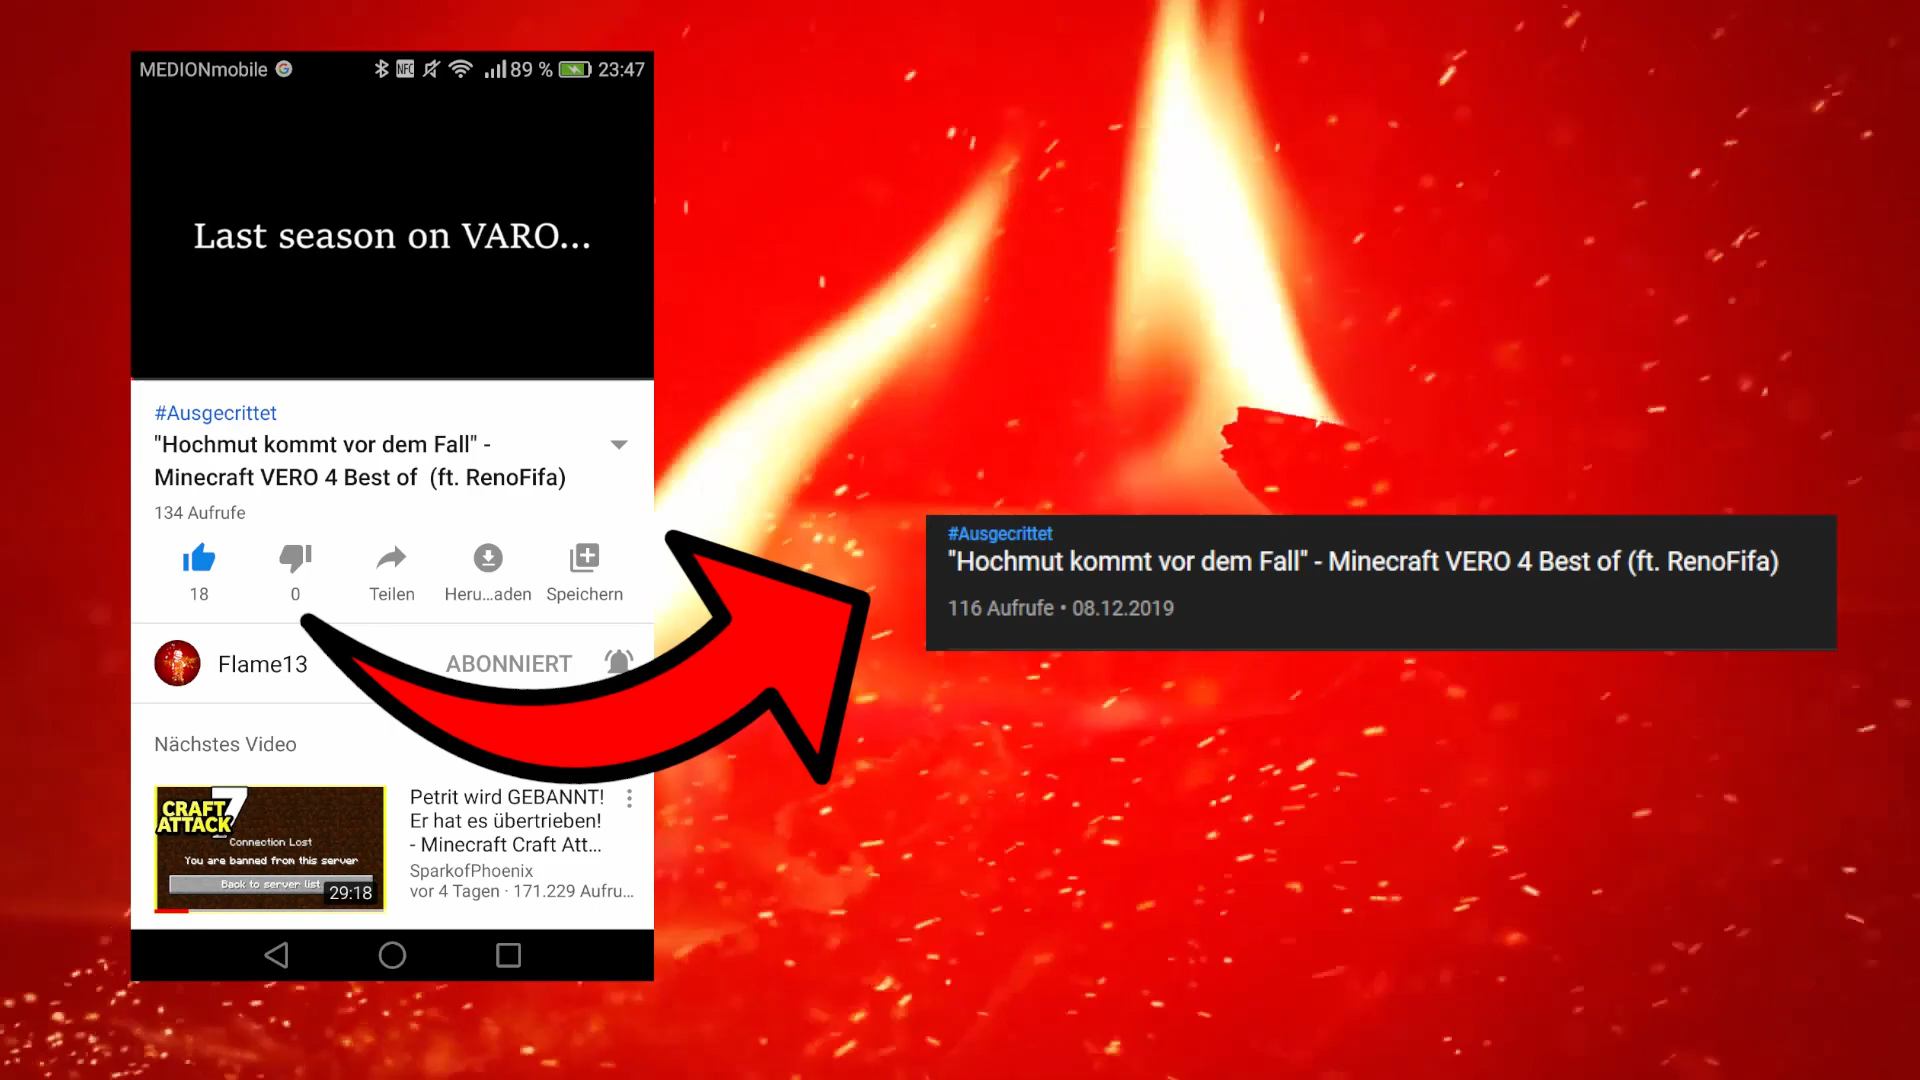 MEDIONmobile
NFC
89 %
23:47
Last season on VARO...
#Ausgecrittet
"Hochmut kommt vor dem Fall" -
Minecraft VERO 4 Best of (ft. RenoFifa)
134 Aufrufe
18
0
Teilen
Heru...aden
Speichern
Flame13
ABONNIERT
Nächstes Video
CRAFT 7
ATTACK
Connection Lost
You are banned from this server
Back to server list
29:18
Petrit wird GEBANNT!
Er hat es übertrieben!
- Minecraft Craft Att...
SparkofPhoenix
vor 4 Tagen · 171.229 Aufru...
#Ausgecrittet
"Hochmut kommt vor dem Fall" - Minecraft VERO 4 Best of (ft. RenoFifa)
116 Aufrufe • 08.12.2019